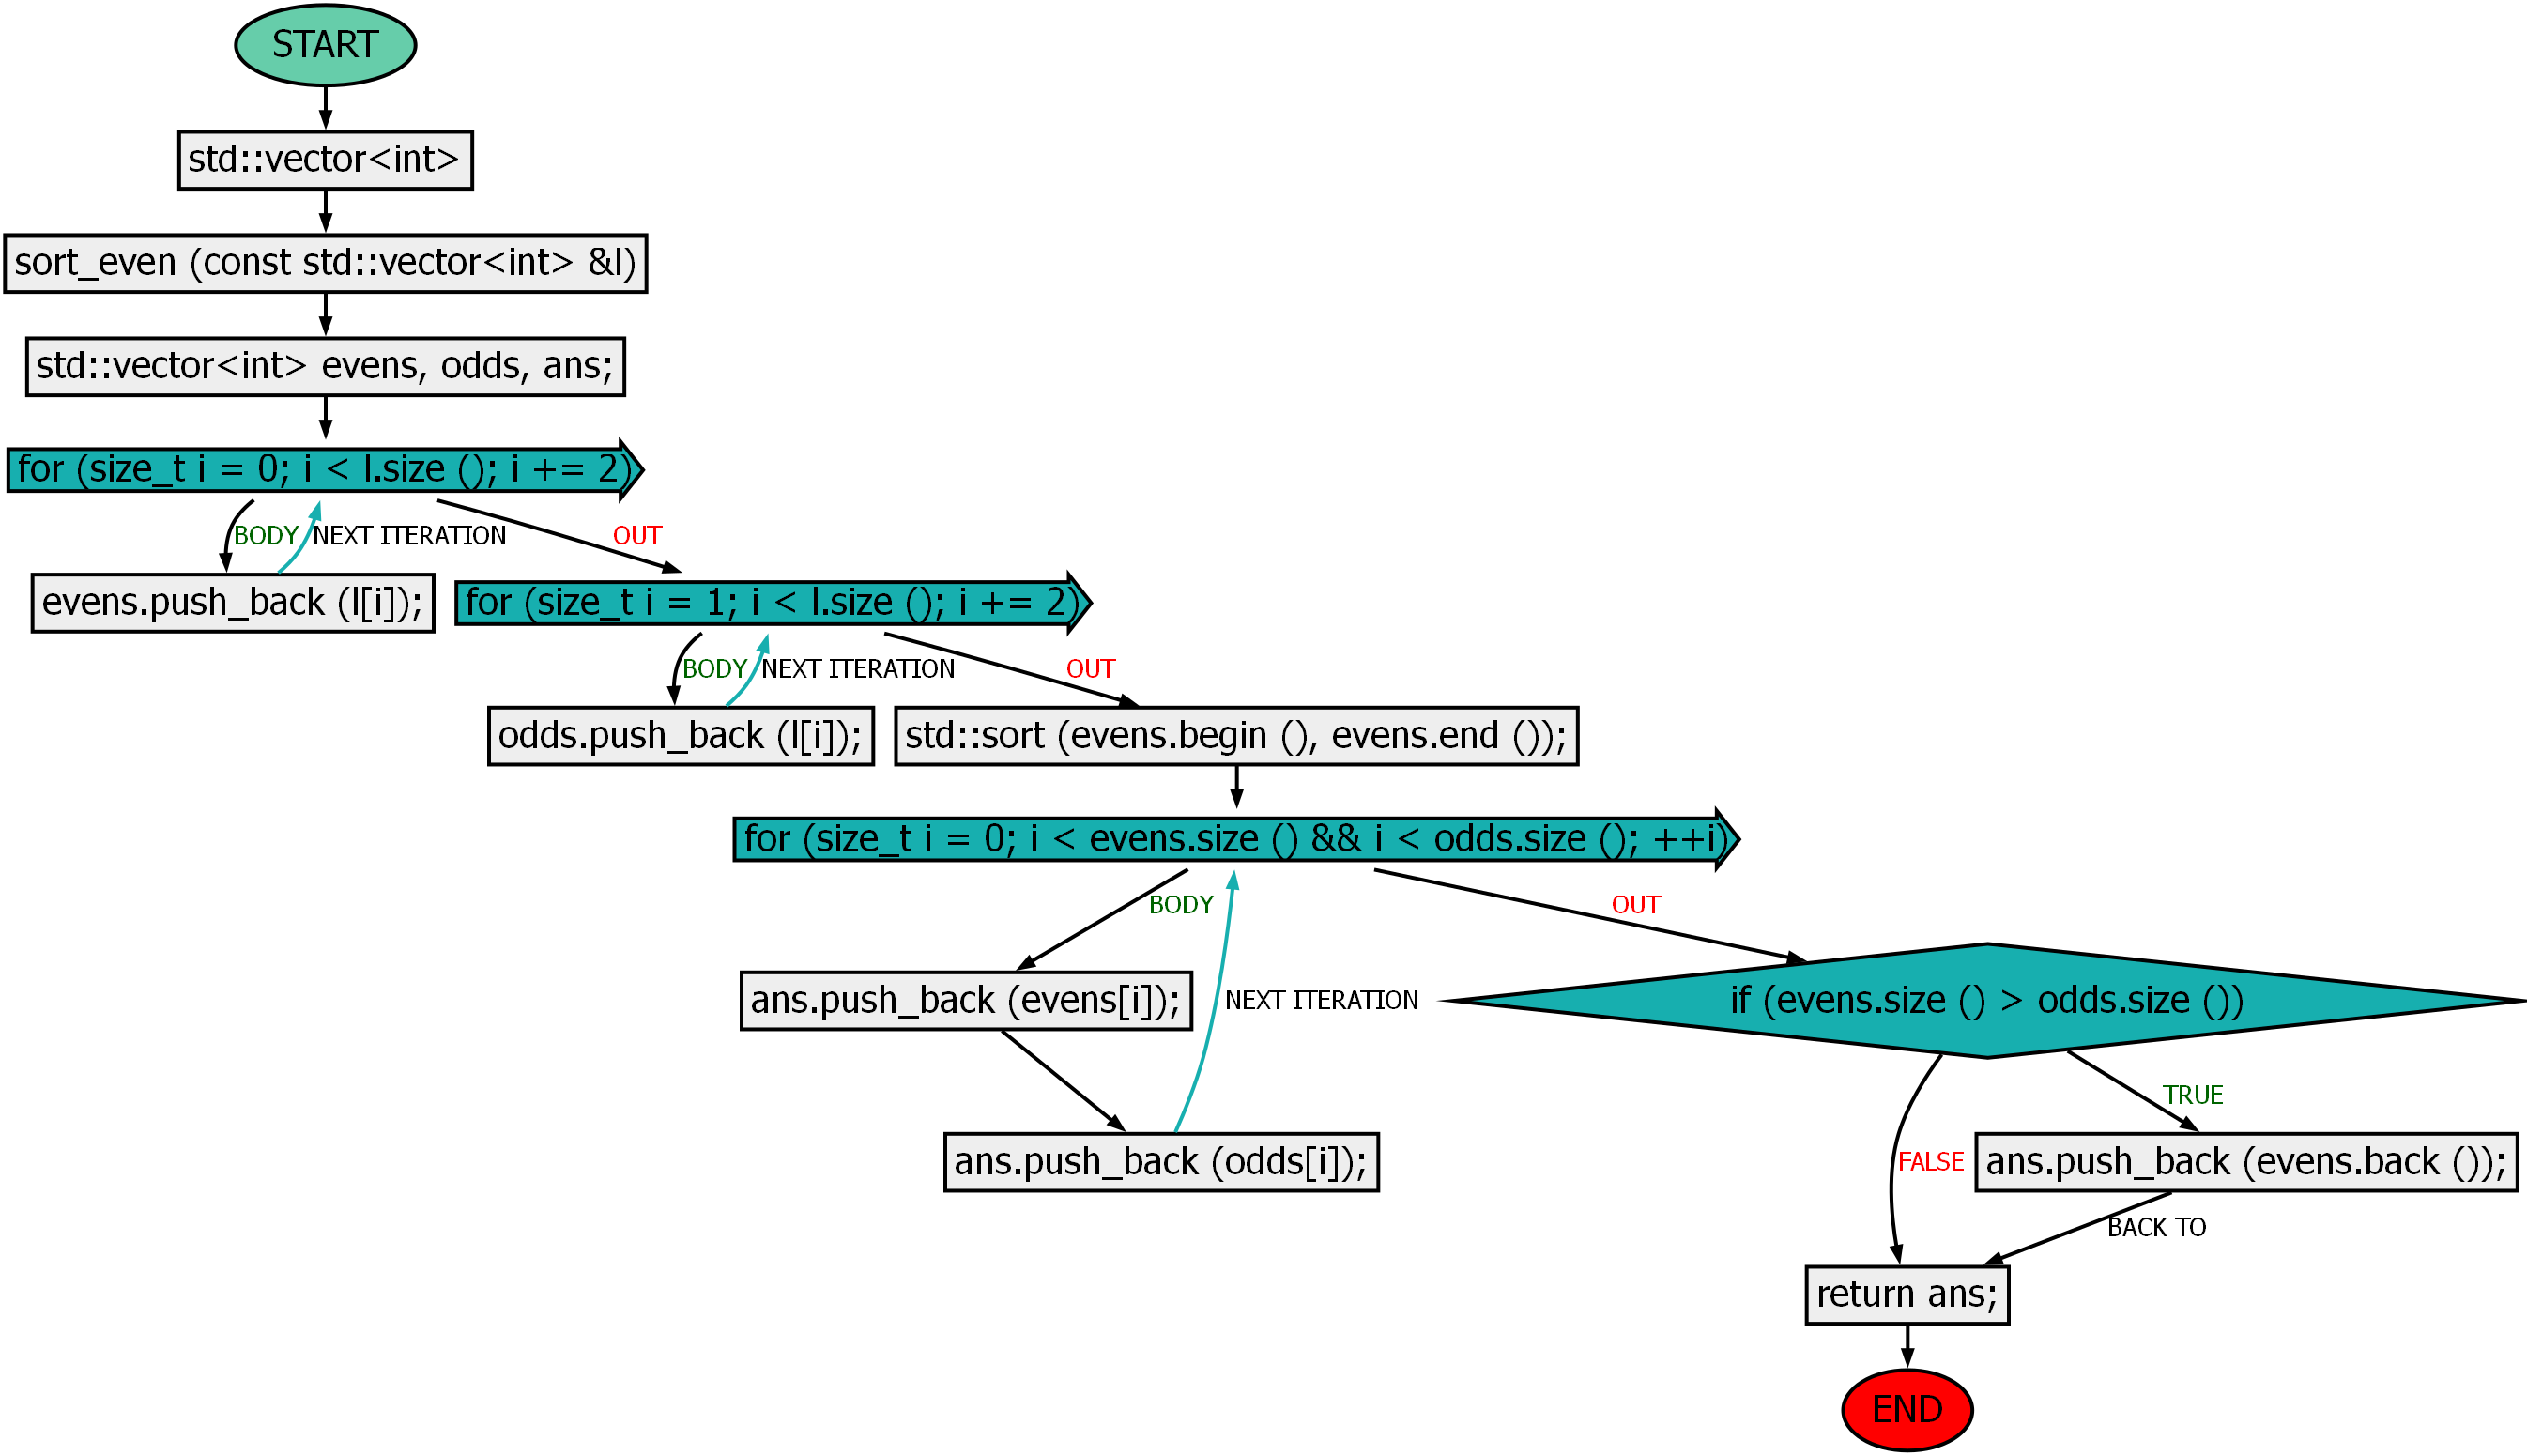 START
std::vector<int>
sort_even (const std::vector<int> &l)
std::vector<int> evens, odds, ans;
for (size_t i = 0; i < l.size (); i += 2)
BODY
NEXT ITERATION
OUT
evens.push_back (l[i]);
for (size_t i = 1; i < l.size (); i += 2)
BODY
NEXT ITERATION
OUT
odds.push_back (l[i]);
std::sort (evens.begin (), evens.end ());
for (size_t i = 0; i < evens.size () && i < odds.size (); ++i)
BODY
OUT
ans.push_back (evens[i]);
NEXT ITERATION
if (evens.size () > odds.size ())
TRUE
ans.push_back (odds[i]);
FALSE
ans.push_back (evens.back ());
BACK TO
return ans;
END